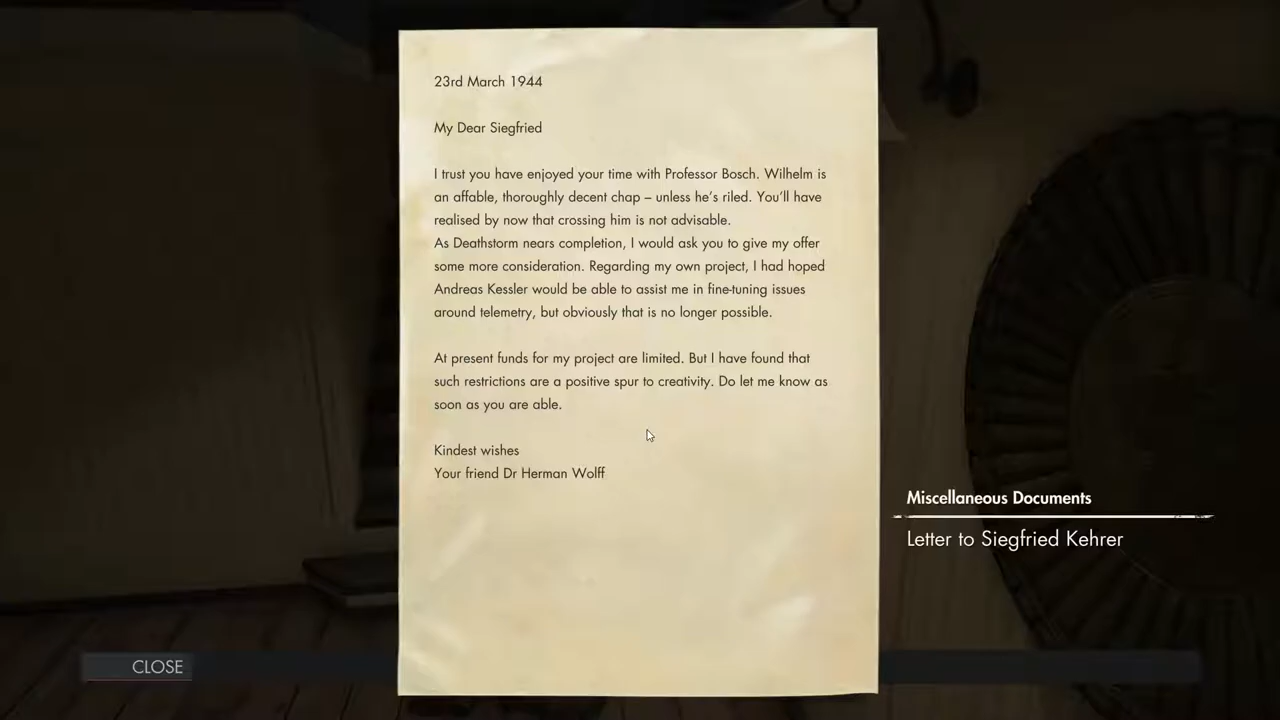 23rd March 1944
My Dear Siegfried
I trust you have enjoyed your time with Professor Bosch. Wilhelm is
an affable, thoroughly decent chap – unless he's riled. You'll have
realised by now that crossing him is not advisable.
As Deathstorm nears completion, I would ask you to give my offer
some more consideration. Regarding my own project, I had hoped
Andreas Kessler would be able to assist me in fine-tuning issues
around telemetry, but obviously that is no longer possible.
At present funds for my project are limited. But I have found that
such restrictions are a positive spur to creativity. Do let me know as
soon as you are able.
Kindest wishes
Your friend Dr Herman Wolff
Miscellaneous Documents
Letter to Siegfried Kehrer
CLOSE